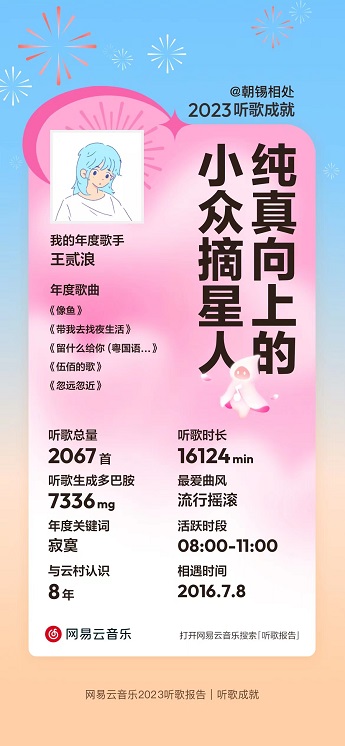 @朝锡相处
2023听歌成就
纯真向上的
小众摘星人
我的年度歌手
王贰浪
年度歌曲
《像鱼》
《带我去找夜生活》
《留什么给你（粤国语...》
《伍佰的歌》
《忽远忽近》
听歌总量
2067首
听歌时长
16124min
听歌生成多巴胺
7336mg
最爱曲风
流行摇滚
年度关键词
寂寞
活跃时段
08:00-11:00
与云村认识
8年
相遇时间
2016.7.8
网易云音乐
打开网易云音乐搜索「听歌报告」
网易云音乐2023听歌报告｜听歌成就